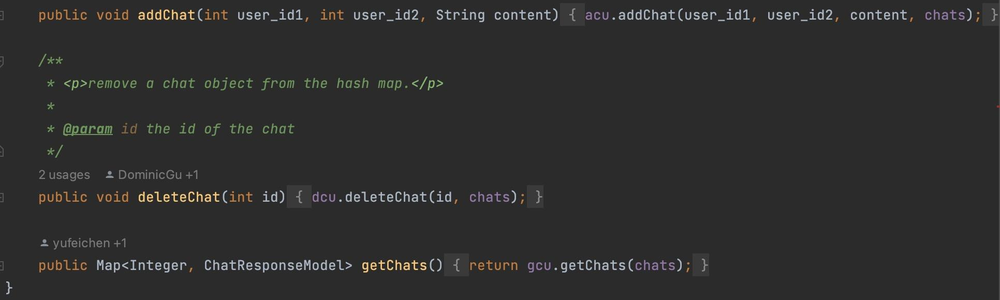 public void addChat(int user_id1, int user_id2, String content) { acu.addChat(user_id1, user_id2, content, chats); }
/**
* <p>remove a chat object from the hash map.</p>
*
* @param id the id of the chat
*/
2 usages DominicGu +1
public void deleteChat(int id) { dcu.deleteChat(id, chats); }
yufeichen +1
public Map<Integer, ChatResponseModel> getChats() { return gcu.getChats(chats); }
}